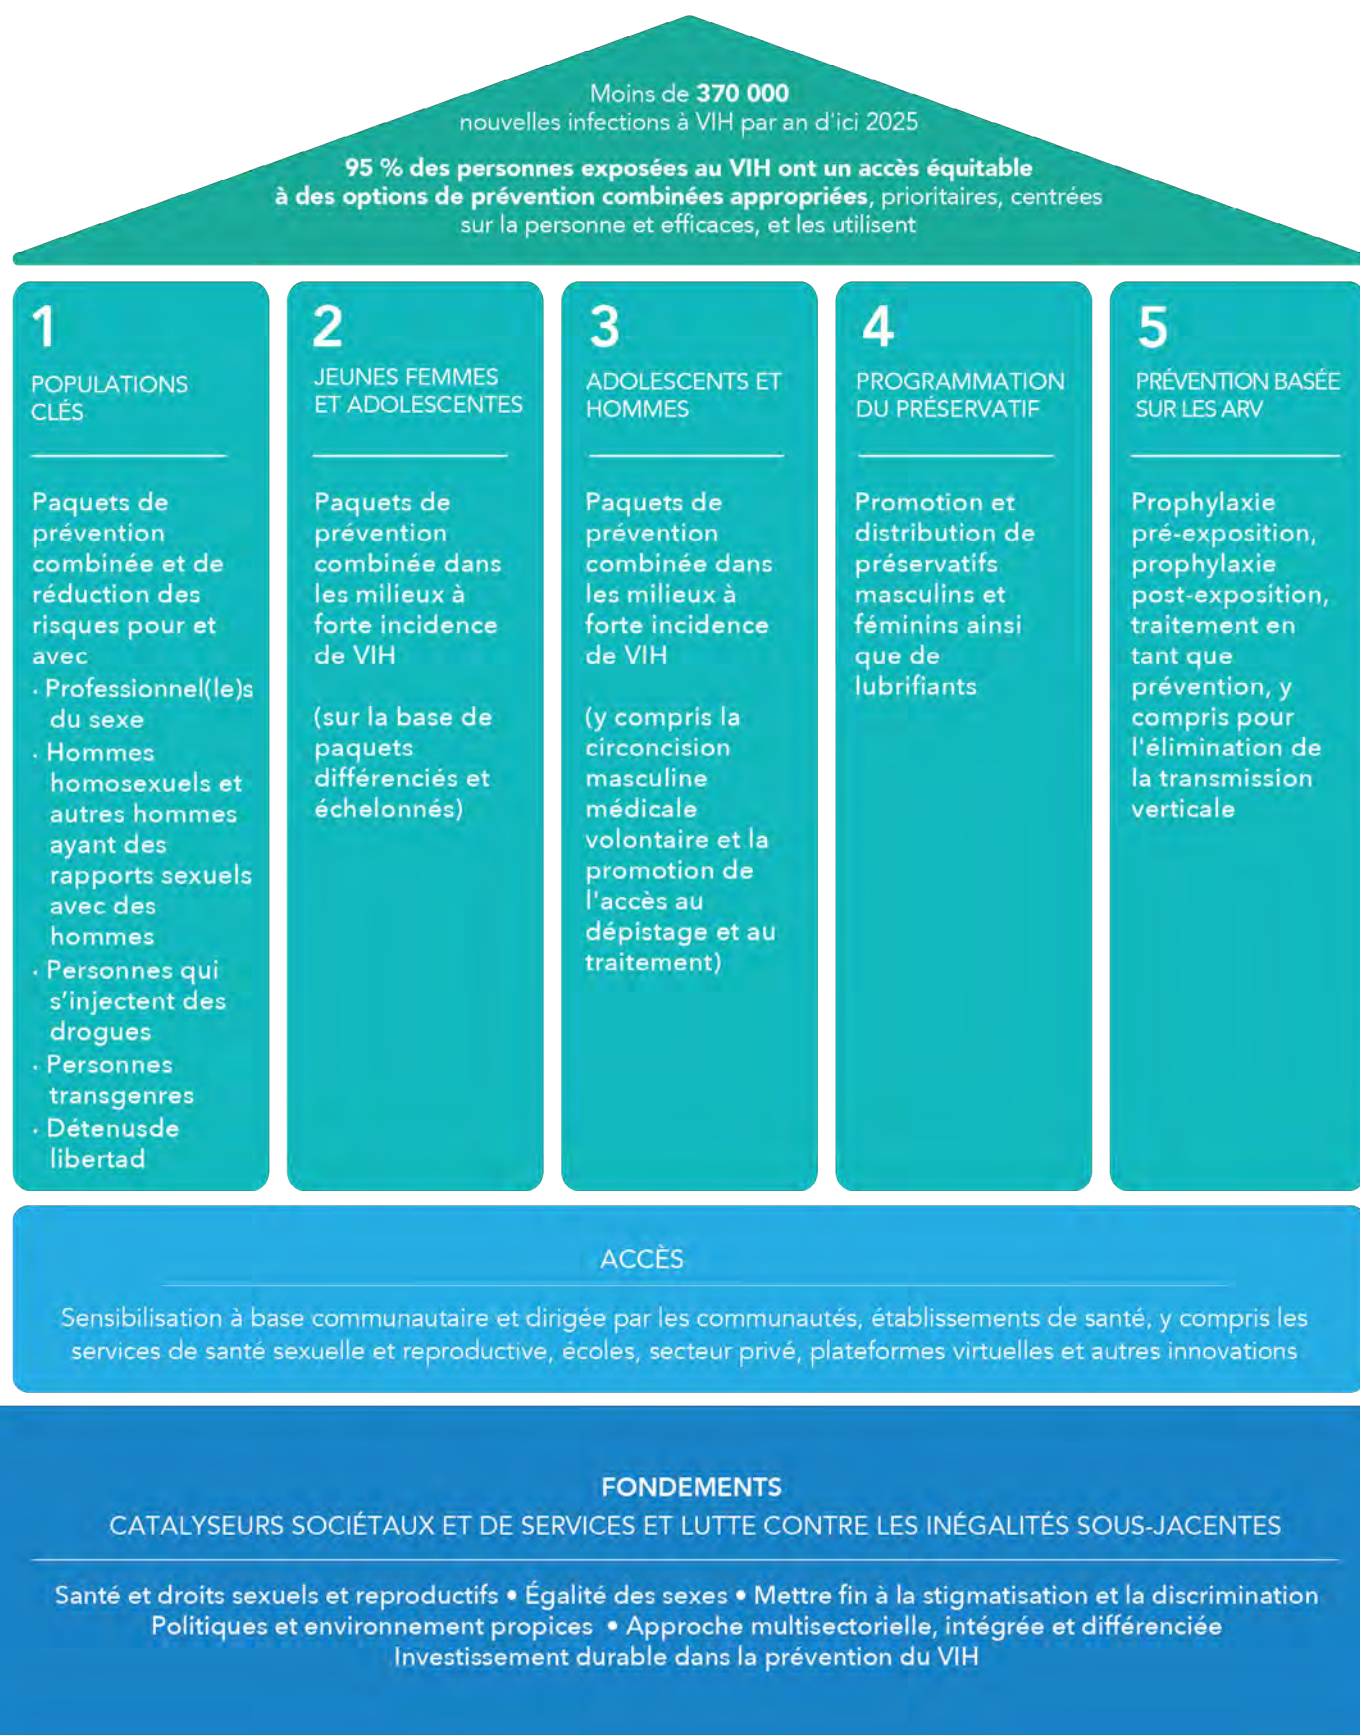 Moins de 370 000
nouvelles infections à VIH par an d'ici 2025
95 % des personnes exposées au VIH ont un accès équitable
à des options de prévention combinées appropriées, prioritaires, centrées
sur la personne et efficaces, et les utilisent
1
POPULATIONS
CLÉS
Paquets de
prévention
combinée et de
réduction des
risques pour et
avec
· Professionnel(le)s
du sexe
· Hommes
homosexuels et
autres hommes
ayant des
rapports sexuels
avec des
hommes
· Personnes qui
s’injectent des
drogues
· Personnes
transgenres
· Détenusde
libertad
2
JEUNES FEMMES
ET ADOLESCENTES
Paquets de
prévention
combinée dans
les milieux à
forte incidence
de VIH
(sur la base de
paquets
différenciés et
échelonnés)
3
ADOLESCENTS ET
HOMMES
Paquets de
prévention
combinée dans
les milieux à
forte incidence
de VIH
(y compris la
circoncision
masculine
médicale
volontaire et la
promotion de
l'accès au
dépistage et au
traitement)
4
PROGRAMMATION
DU PRÉSERVATIF
Promotion et
distribution de
préservatifs
masculins et
féminins ainsi
que de
lubrifiants
5
PRÉVENTION BASÉE
SUR LES ARV
Prophylaxie
pré-exposition,
prophylaxie
post-exposition,
traitement en
tant que
prévention, y
compris pour
l'élimination de
la transmission
verticale
ACCÈS
Sensibilisation à base communautaire et dirigée par les communautés, établissements de santé, y compris les
services de santé sexuelle et reproductive, écoles, secteur privé, plateformes virtuelles et autres innovations
FONDEMENTS
CATALYSEURS SOCIÉTAUX ET DE SERVICES ET LUTTE CONTRE LES INÉGALITÉS SOUS-JACENTES
Santé et droits sexuels et reproductifs • Égalité des sexes • Mettre fin à la stigmatisation et la discrimination
Politiques et environnement propices • Approche multisectorielle, intégrée et différenciée
Investissement durable dans la prévention du VIH